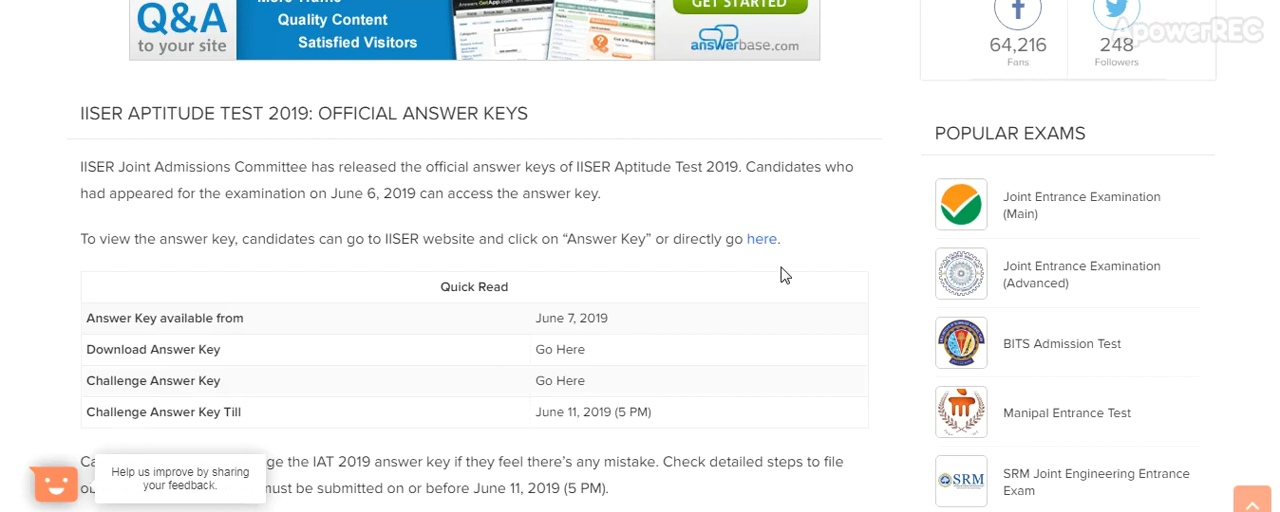 More Traffic
Q&A
to your site
Quality Content
Satisfied Visitors
GET STARTED
answerbase.com
64,216
Fans
248
Followers
ApowerREC
IISER APTITUDE TEST 2019: OFFICIAL ANSWER KEYS
IISER Joint Admissions Committee has released the official answer keys of IISER Aptitude Test 2019. Candidates who
had appeared for the examination on June 6, 2019 can access the answer key.
To view the answer key, candidates can go to IISER website and click on “Answer Key” or directly go here.
Quick Read
Answer Key available from June 7, 2019
Download Answer Key Go Here
Challenge Answer Key Go Here
Challenge Answer Key Till June 11, 2019 (5 PM)
the IAT 2019 answer key if they feel there’s any mistake. Check detailed steps to file
must be submitted on or before June 11, 2019 (5 PM).
Help us improve by sharing
your feedback.
POPULAR EXAMS
Joint Entrance Examination
(Main)
Joint Entrance Examination
(Advanced)
BITS Admission Test
Manipal Entrance Test
SRM
SRM Joint Engineering Entrance
Exam